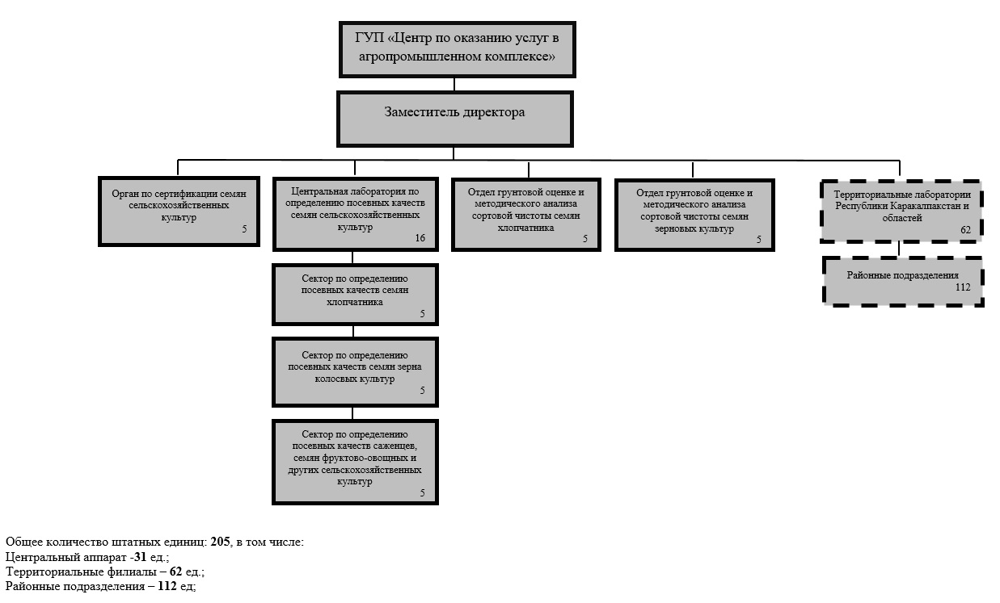 ГУП «Центр по оказанию услуг в
агропромышленном комплексе»
Заместитель директора
Орган по сертификации семян
сельскохозяйственных
культур
5
Центральная лаборатория по
определению посевных качеств
семян сельскохозяйственных
культур
16
Отдел грунтовой оценке и
методического анализа
сортовой чистоты семян
хлопчатника
5
Отдел грунтовой оценке и
методического анализа
сортовой чистоты семян
зерновых культур
5
Территориальные лаборатории
Республики Каракалпакстан и
областей
62
Районные подразделения
112
Сектор по определению
посевных качеств семян
хлопчатника
5
Сектор по определению
посевных качеств семян зерна
колосвых культур
5
Сектор по определению
посевных качеств саженцев,
семян фруктово-овощных и
других сельскохозяйственных
культур
5
Общее количество штатных единиц: 205, в том числе:
Центральный аппарат -31 ед.;
Территориальные филиалы – 62 ед.;
Районные подразделения – 112 ед;